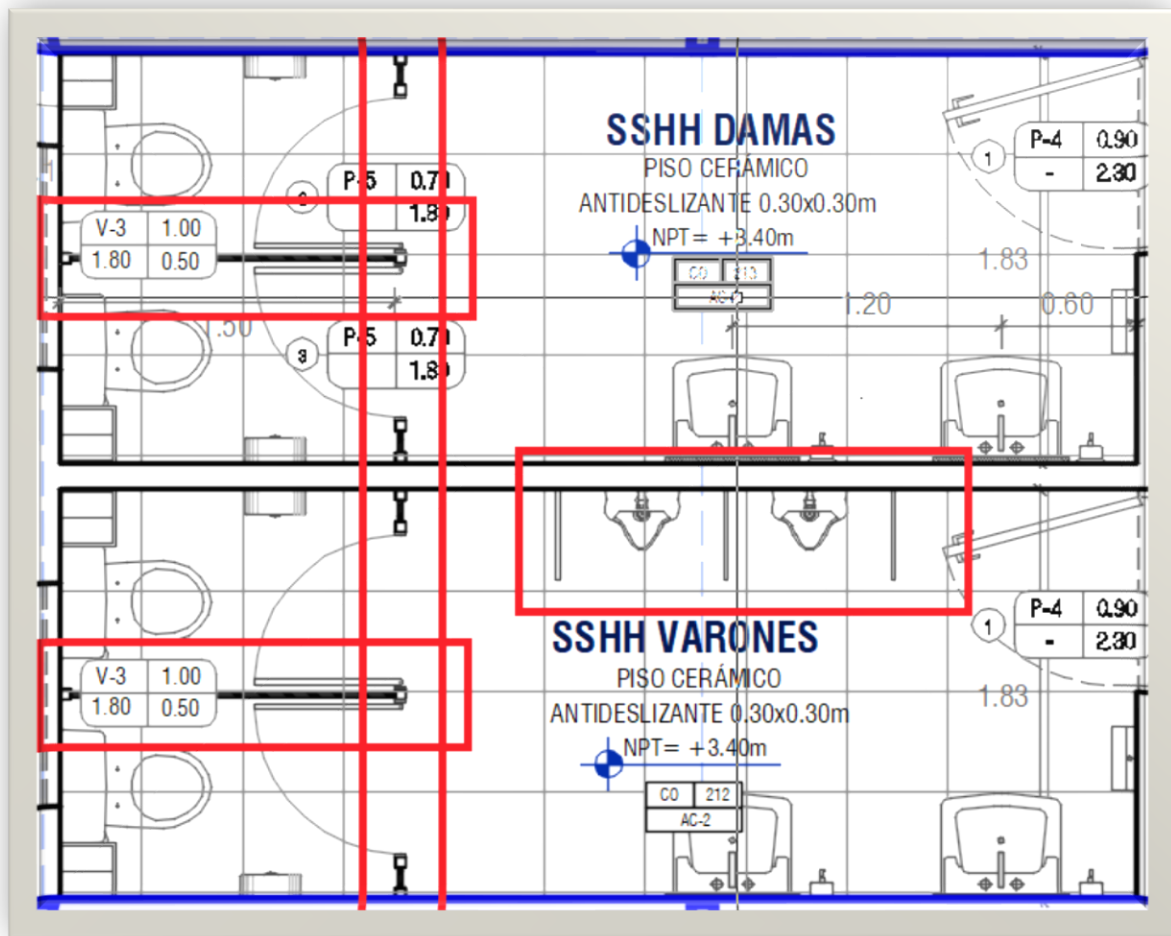 SSHH DAMAS
PISO CERÁMICO
ANTIDESLIZANTE 0.30x0.30m
NPT= +3.40m
CO 213
1
P-4 0.90
- 2.30
P-5 0.70
1.80
V-3 1.00
1.80 0.50
1.83
1.20
0.60
1.50
3
P-5 0.70
1.80
SSHH VARONES
PISO CERÁMICO
ANTIDESLIZANTE 0.30x0.30m
NPT= +3.40m
CO 212
AC-2
1
P-4 0.90
- 2.30
V-3 1.00
1.80 0.50
1.83